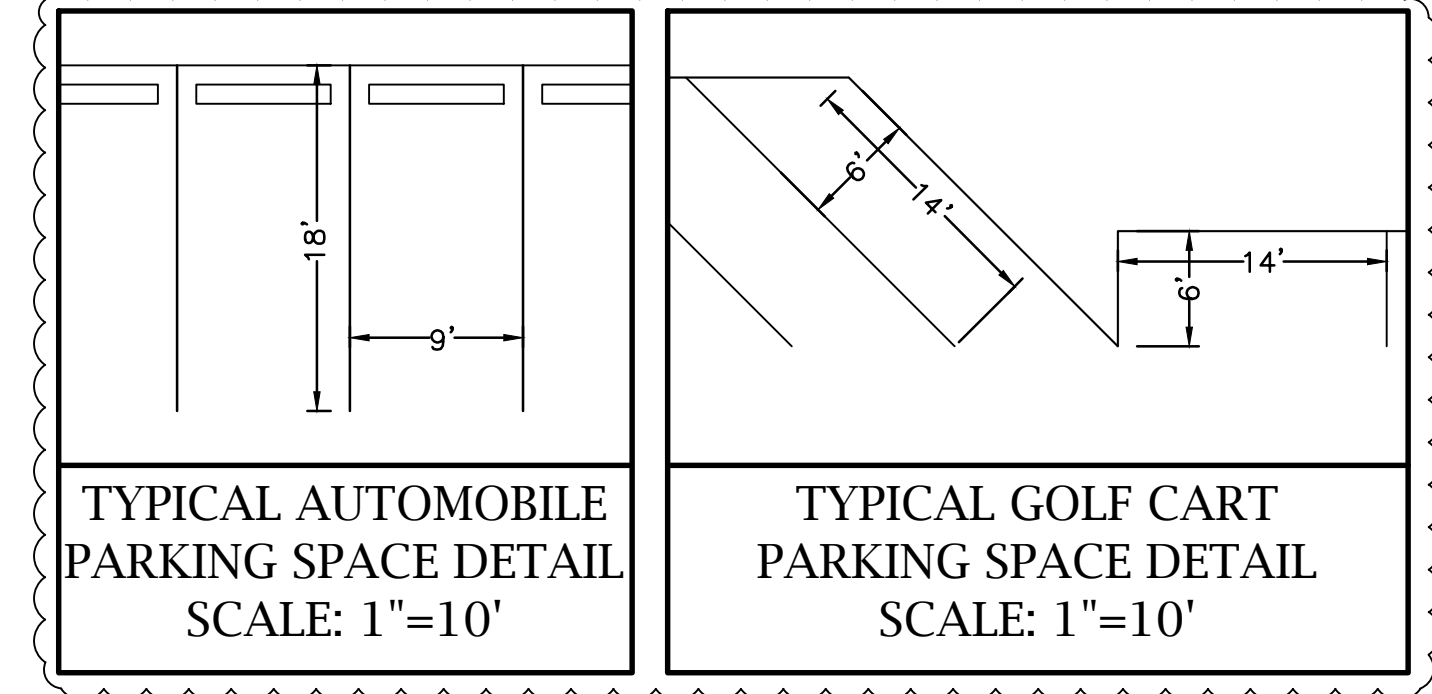 18'
9'
TYPICAL AUTOMOBILE
PARKING SPACE DETAIL
SCALE: 1"=10'
6'
14'
14'
6'
TYPICAL GOLF CART
PARKING SPACE DETAIL
SCALE: 1"=10'